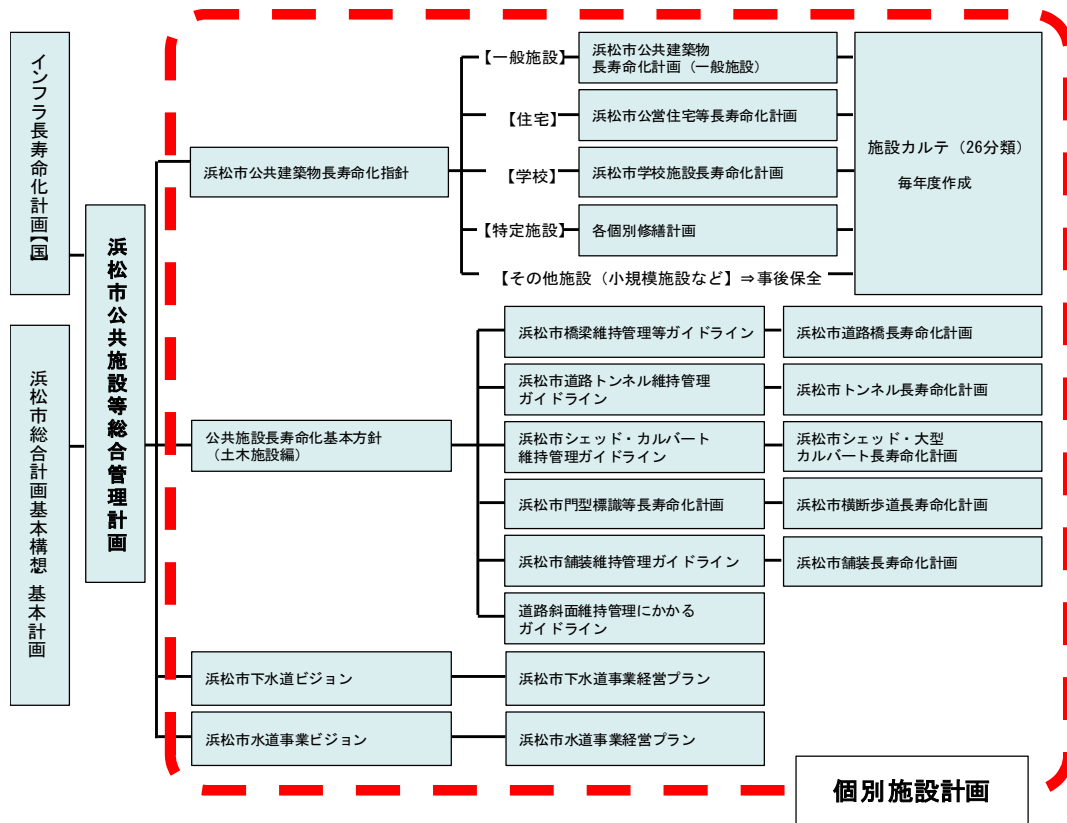 インフラ長寿命化計画【国】
浜松市総合計画基本構想 基本計画
浜松市公共施設等総合管理計画
浜松市公共建築物長寿命化指針
【一般施設】
浜松市公共建築物
長寿命化計画（一般施設）
【住宅】
浜松市公営住宅等長寿命化計画
【学校】
浜松市学校施設長寿命化計画
【特定施設】
各個別修繕計画
【その他施設（小規模施設など】⇒事後保全
施設カルテ（26分類）
毎年度作成
公共施設長寿命化基本方針
（土木施設編）
浜松市橋梁維持管理等ガイドライン
浜松市道路橋長寿命化計画
浜松市道路トンネル維持管理
ガイドライン
浜松市トンネル長寿命化計画
浜松市シェッド・カルバート
維持管理ガイドライン
浜松市シェッド・大型
カルバート長寿命化計画
浜松市門型標識等長寿命化計画
浜松市横断歩道長寿命化計画
浜松市舗装維持管理ガイドライン
浜松市舗装長寿命化計画
道路斜面維持管理にかかる
ガイドライン
浜松市下水道ビジョン
浜松市下水道事業経営プラン
浜松市水道事業ビジョン
浜松市水道事業経営プラン
個別施設計画